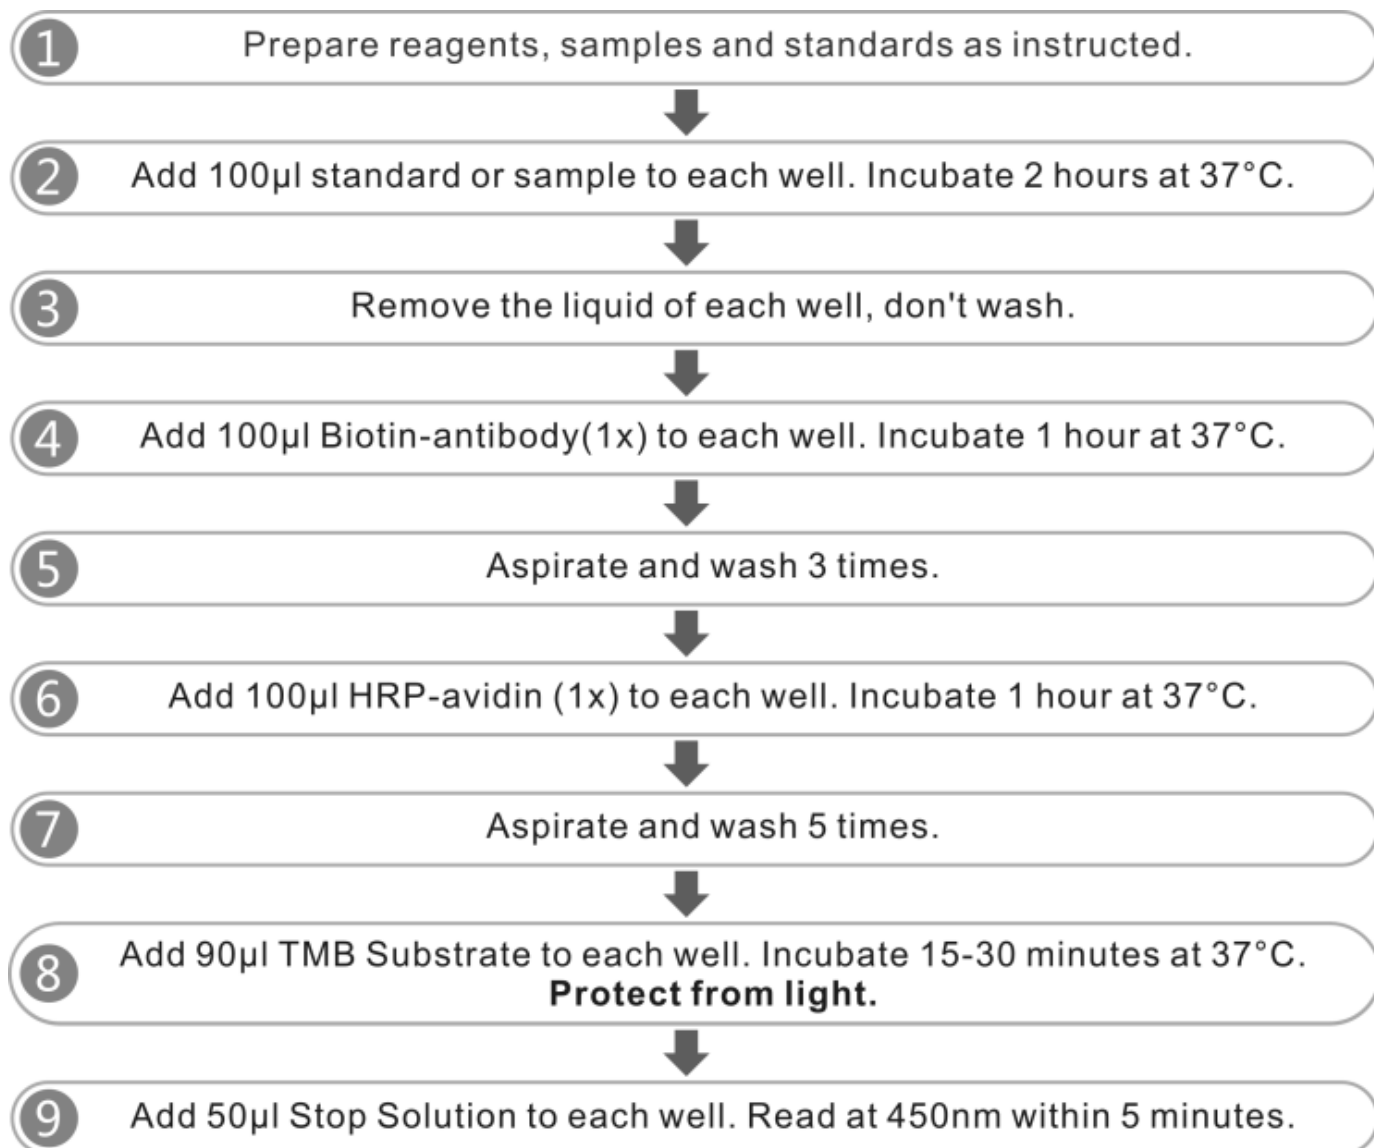 1 Prepare reagents, samples and standards as instructed.
2 Add 100µl standard or sample to each well. Incubate 2 hours at 37°C.
3 Remove the liquid of each well, don't wash.
4 Add 100µl Biotin-antibody(1x) to each well. Incubate 1 hour at 37°C.
5 Aspirate and wash 3 times.
6 Add 100µl HRP-avidin (1x) to each well. Incubate 1 hour at 37°C.
7 Aspirate and wash 5 times.
8 Add 90µl TMB Substrate to each well. Incubate 15-30 minutes at 37°C.
Protect from light.
9 Add 50µl Stop Solution to each well. Read at 450nm within 5 minutes.